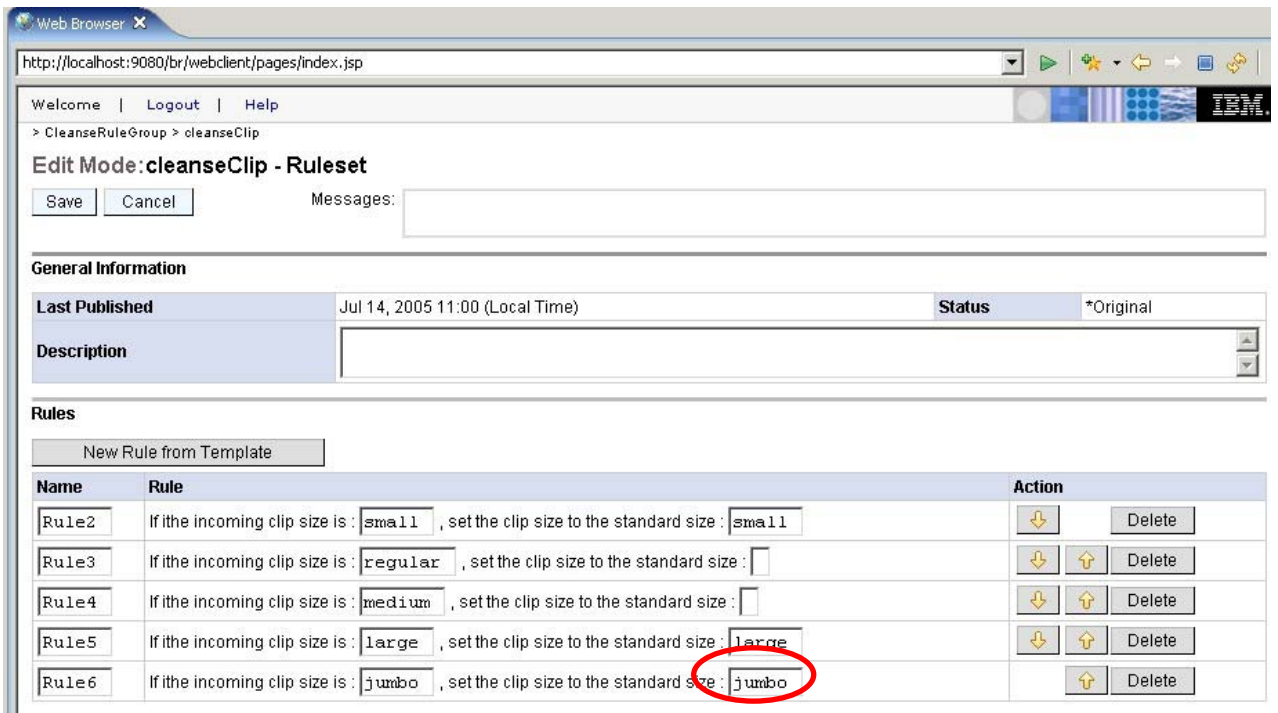 Web Browser
http://localhost:9080/br/webclient/pages/index.jsp
Welcome | Logout | Help
IBM.
> CleanseRuleGroup > cleanseClip
Edit Mode: cleanseClip - Ruleset
Save Cancel Messages:
General Information
Last Published Jul 14, 2005 11:00 (Local Time) Status *Original
Description
Rules
New Rule from Template
Name Rule Action
Rule2 If ithe incoming clip size is : small , set the clip size to the standard size : small Delete
Rule3 If ithe incoming clip size is : regular , set the clip size to the standard size : Delete
Rule4 If ithe incoming clip size is : medium , set the clip size to the standard size : Delete
Rule5 If ithe incoming clip size is : large , set the clip size to the standard size : large Delete
Rule6 If ithe incoming clip size is : jumbo , set the clip size to the standard size : jumbo Delete